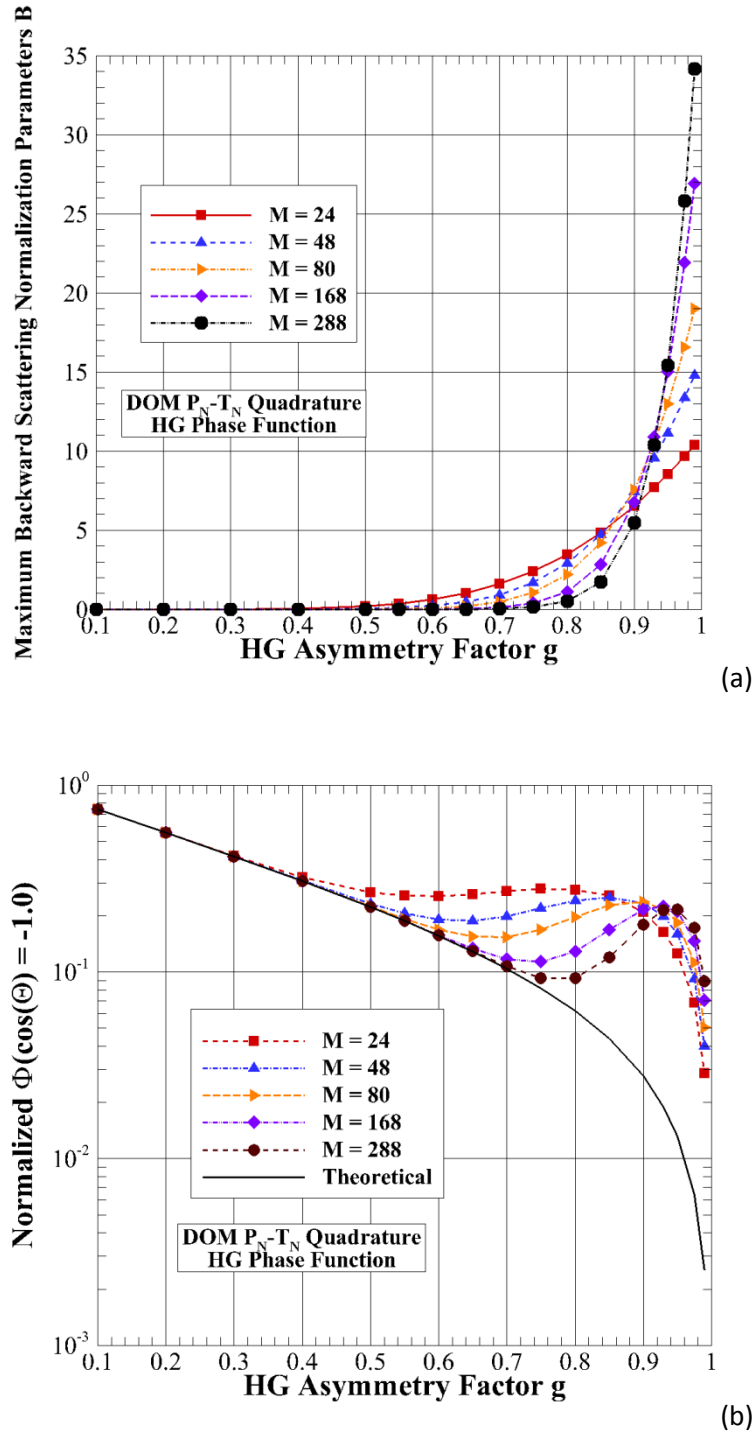 Maximum Backward Scattering Normalization Parameters B
35
30
25
20
15
10
5
0
M = 24
M = 48
M = 80
M = 168
M = 288
DOM P_N-T_N Quadrature
HG Phase Function
0.1 0.2 0.3 0.4 0.5 0.6 0.7 0.8 0.9 1
HG Asymmetry Factor g
(a)
Normalized Φ(cos(Θ) = -1.0)
10^0
10^-1
10^-2
10^-3
M = 24
M = 48
M = 80
M = 168
M = 288
Theoretical
DOM P_N-T_N Quadrature
HG Phase Function
0.1 0.2 0.3 0.4 0.5 0.6 0.7 0.8 0.9 1
HG Asymmetry Factor g
(b)